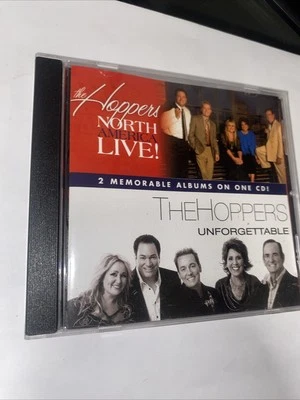 the Hoppers
NORTH
AMERICA
LIVE!
2 MEMORABLE ALBUMS ON ONE CD!
THEHOPPERS
UNFORGETTABLE